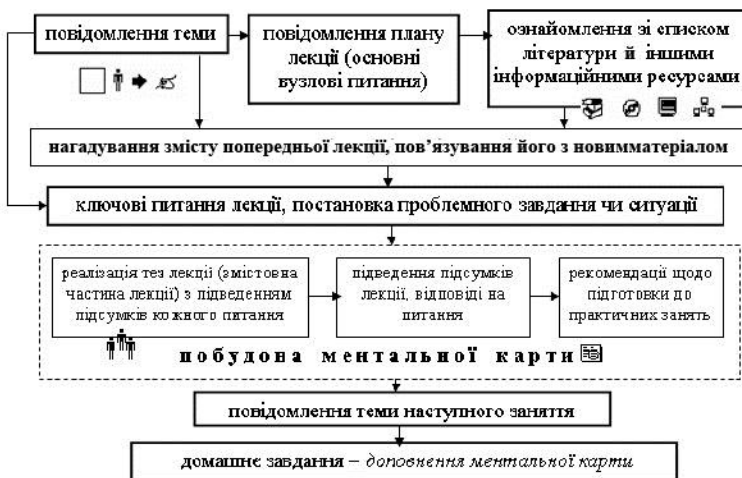 повідомлення теми
повідомлення плану
лекції (основні
вузлові питання)
ознайомлення зі списком
літератури й іншими
інформаційними ресурсами
нагадування змісту попередньої лекції, пов’язування його з новимматеріалом
ключові питання лекції, постановка проблемного завдання чи ситуації
реалізація тез лекції (змістовна
частина лекції) з підведенням
підсумків кожного питання
підведення підсумків
лекції, відповіді на
питання
рекомендації щодо
підготовки до
практичних занять
побудова ментальної карти
повідомлення теми наступного заняття
домашнє завдання – доповнення ментальної карти